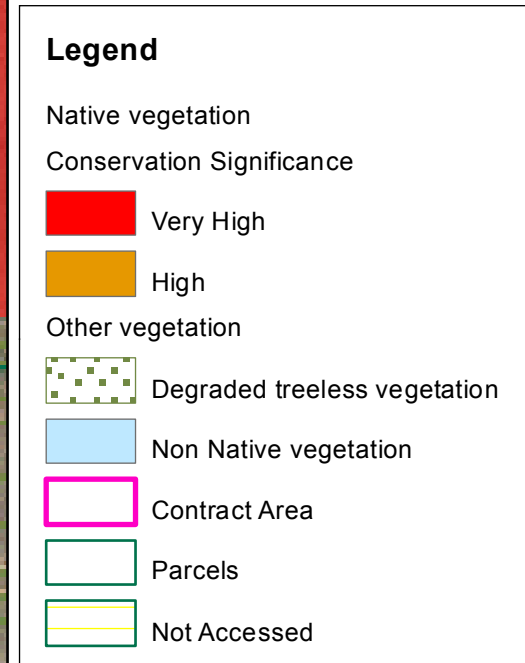 Legend
Native vegetation
Conservation Significance
Very High
High
Other vegetation
Degraded treeless vegetation
Non Native vegetation
Contract Area
Parcels
Not Accessed